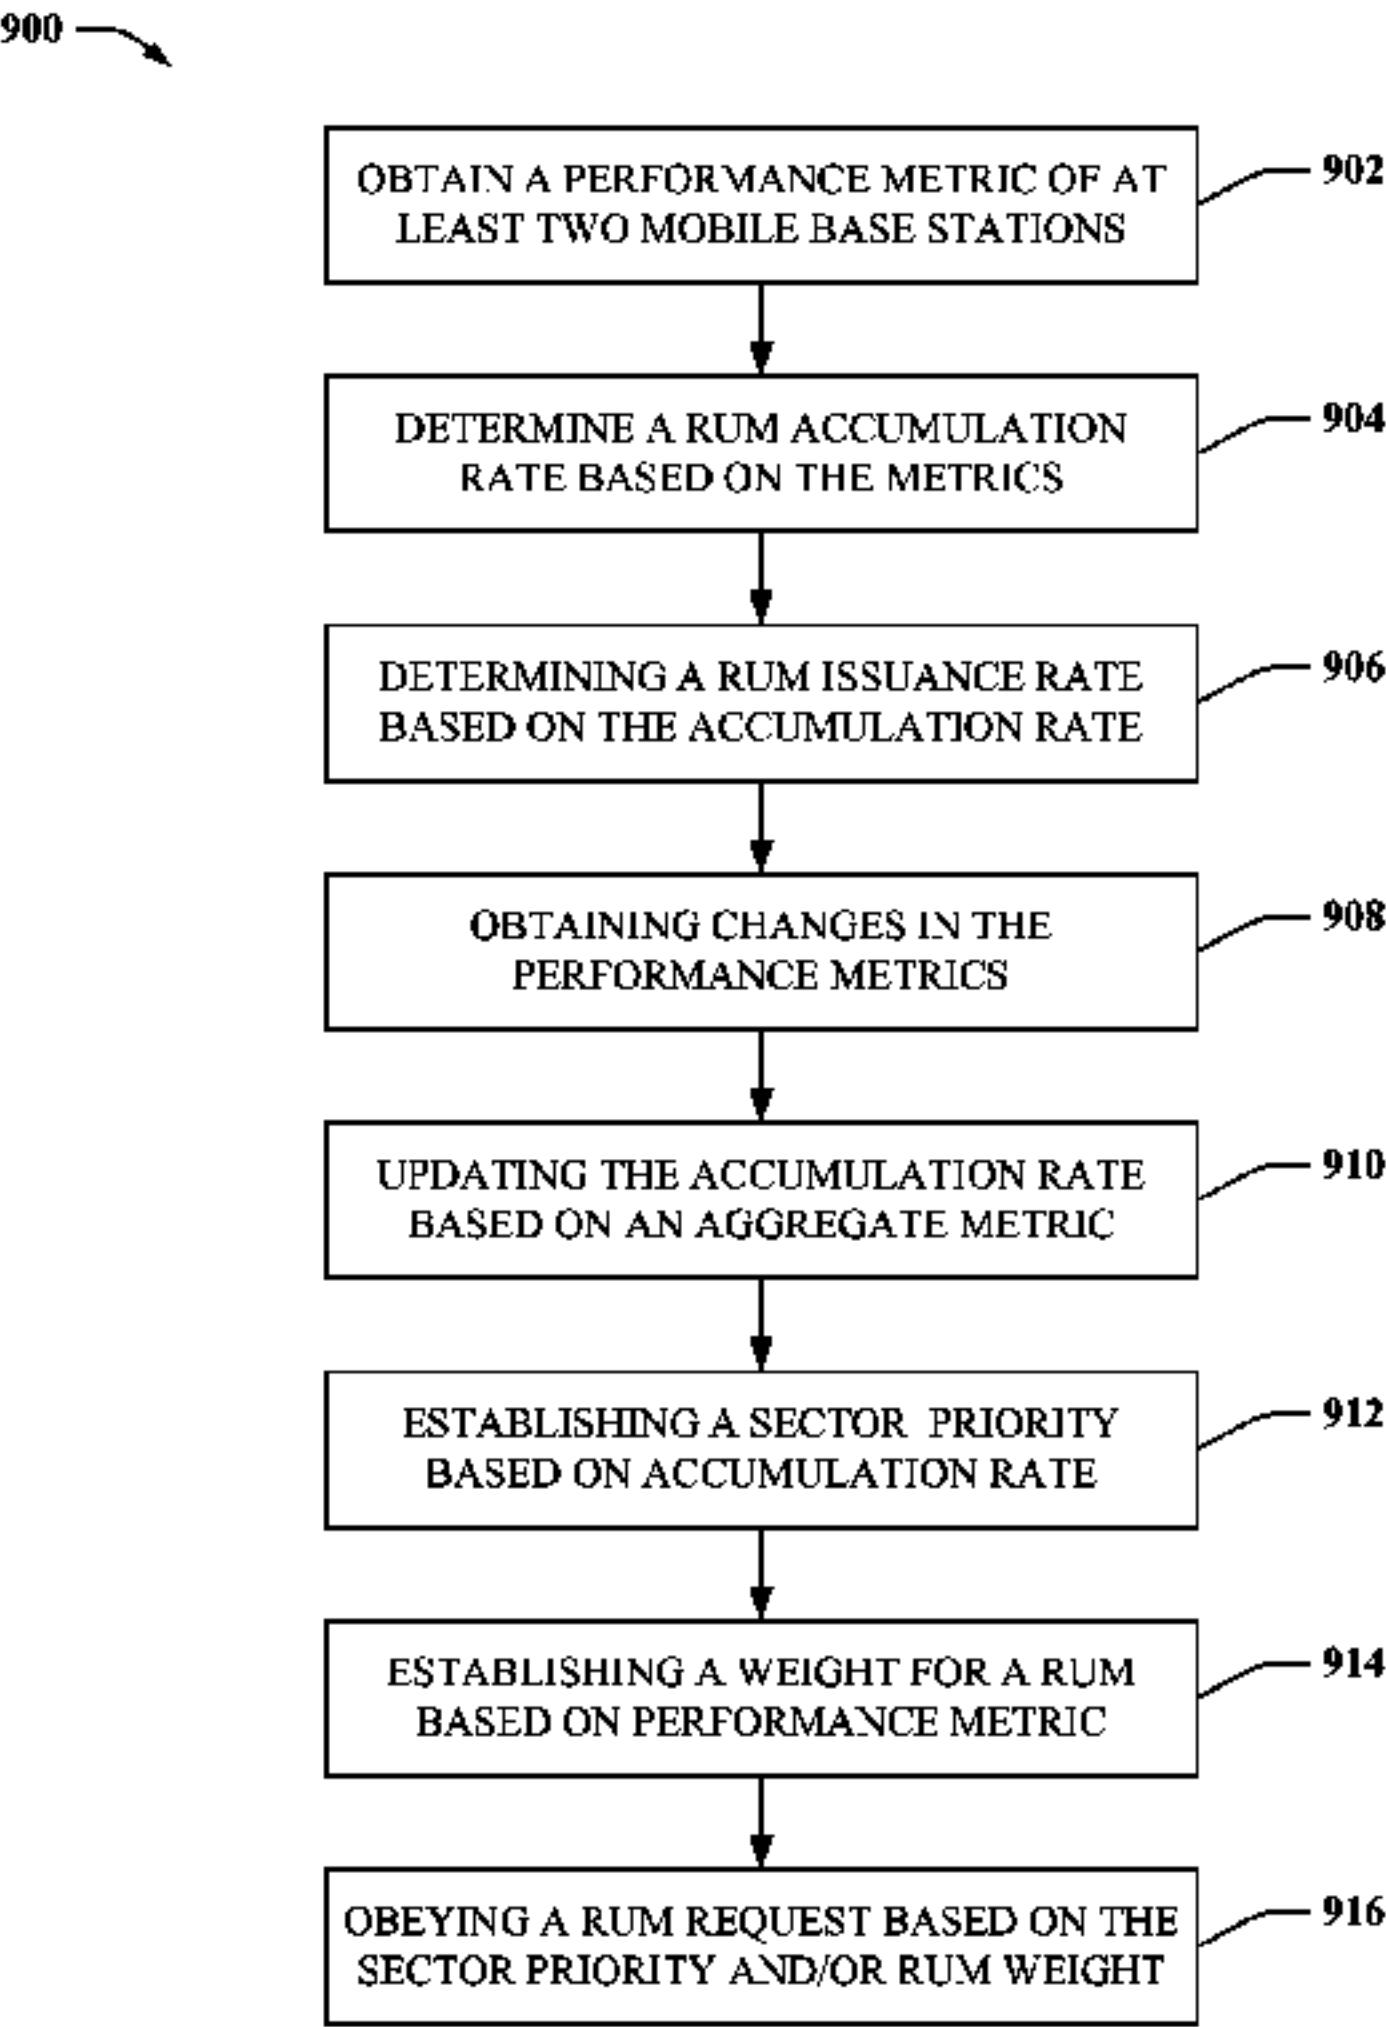 900
OBTAIN A PERFORMANCE METRIC OF AT
LEAST TWO MOBILE BASE STATIONS
902
DETERMINE A RUM ACCUMULATION
RATE BASED ON THE METRICS
904
DETERMINING A RUM ISSUANCE RATE
BASED ON THE ACCUMULATION RATE
906
OBTAINING CHANGES IN THE
PERFORMANCE METRICS
908
UPDATING THE ACCUMULATION RATE
BASED ON AN AGGREGATE METRIC
910
ESTABLISHING A SECTOR PRIORITY
BASED ON ACCUMULATION RATE
912
ESTABLISHING A WEIGHT FOR A RUM
BASED ON PERFORMANCE METRIC
914
OBEYING A RUM REQUEST BASED ON THE
SECTOR PRIORITY AND/OR RUM WEIGHT
916